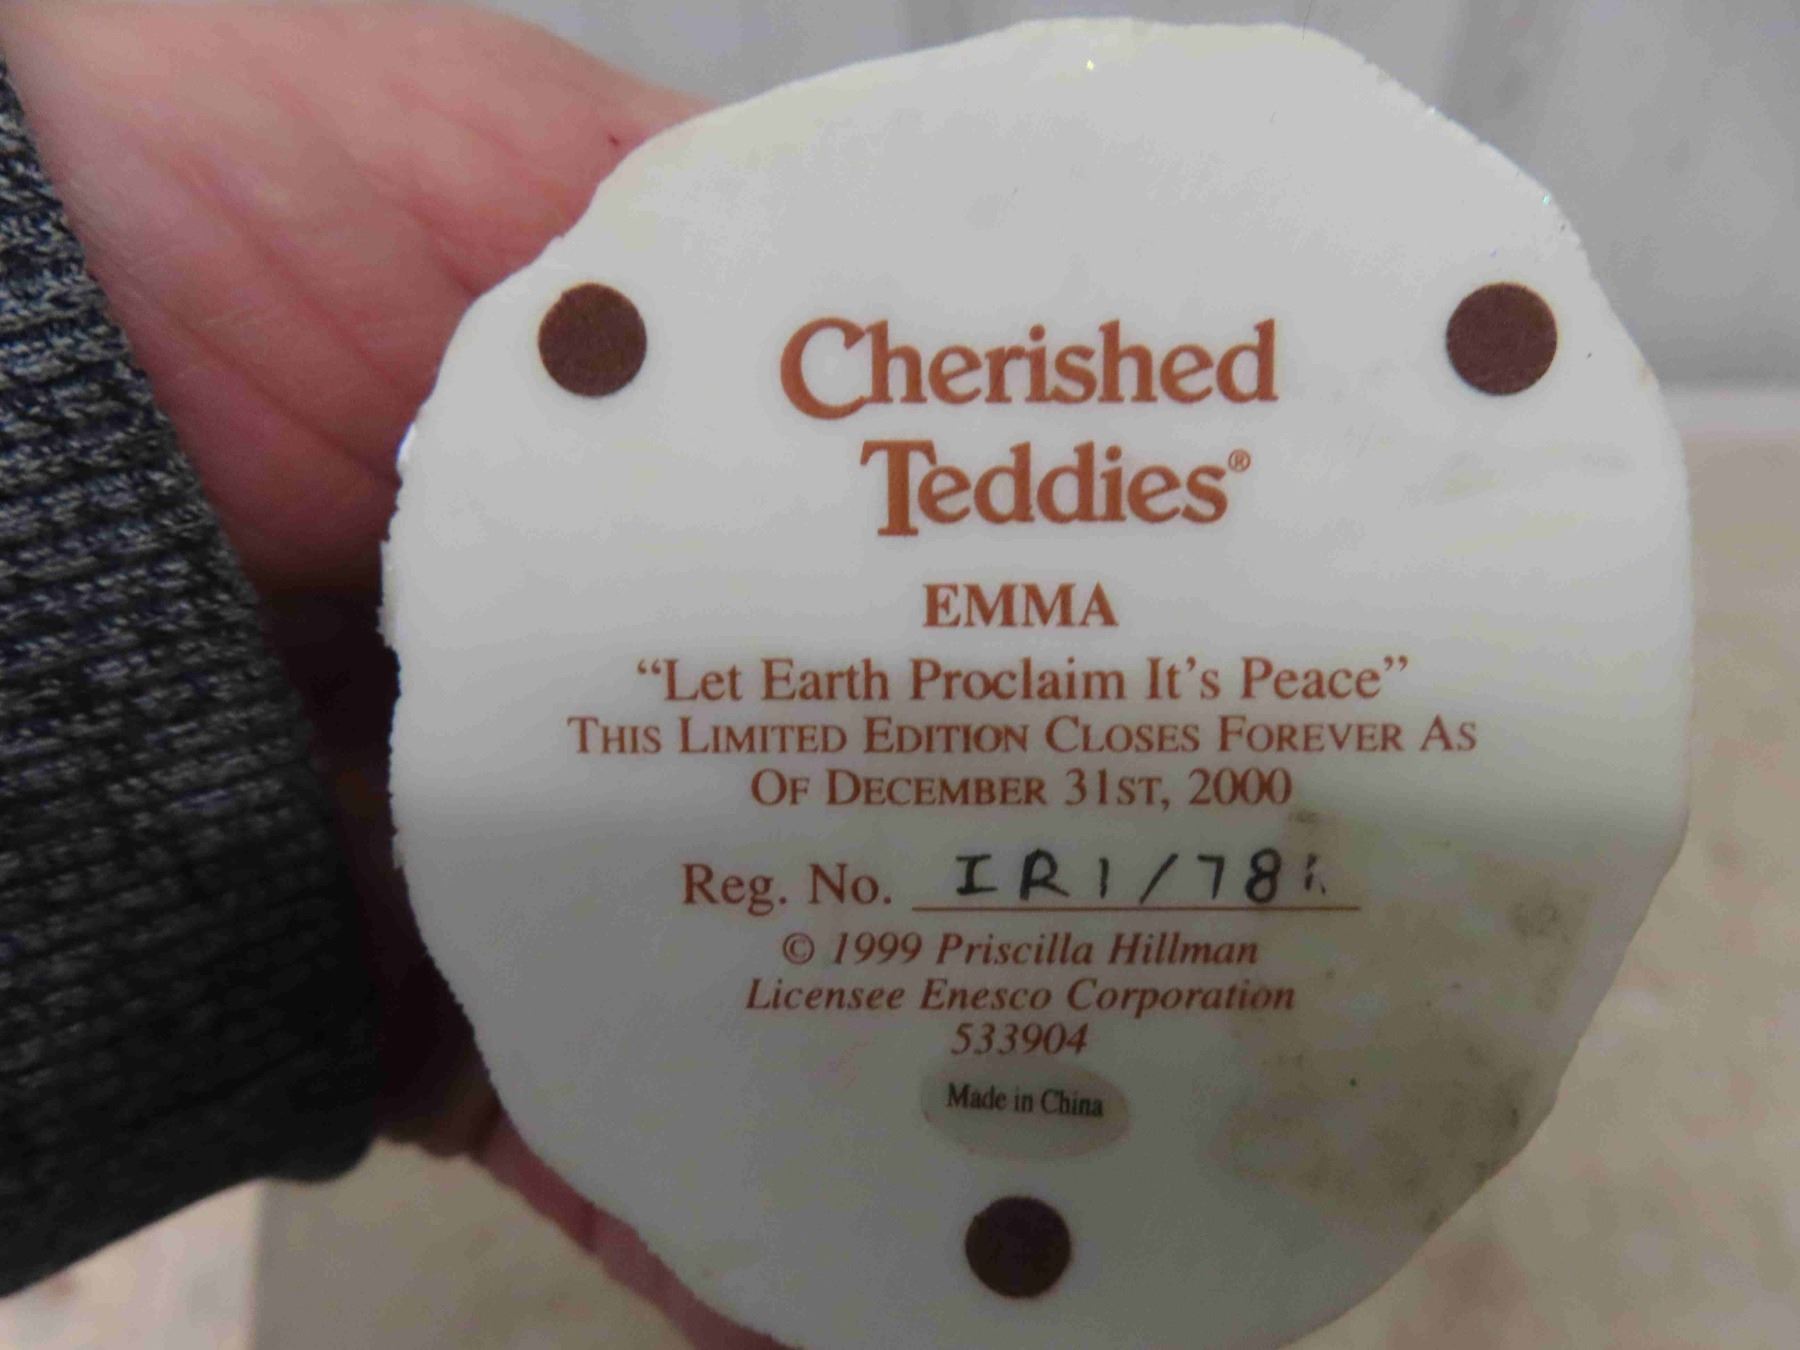 Cherished
Teddies®
EMMA
“Let Earth Proclaim It's Peace”
THIS LIMITED EDITION CLOSES FOREVER AS
OF DECEMBER 31ST, 2000
Reg. No.
© 1999 Priscilla Hillman
Licensee Enesco Corporation
533904
Made in China